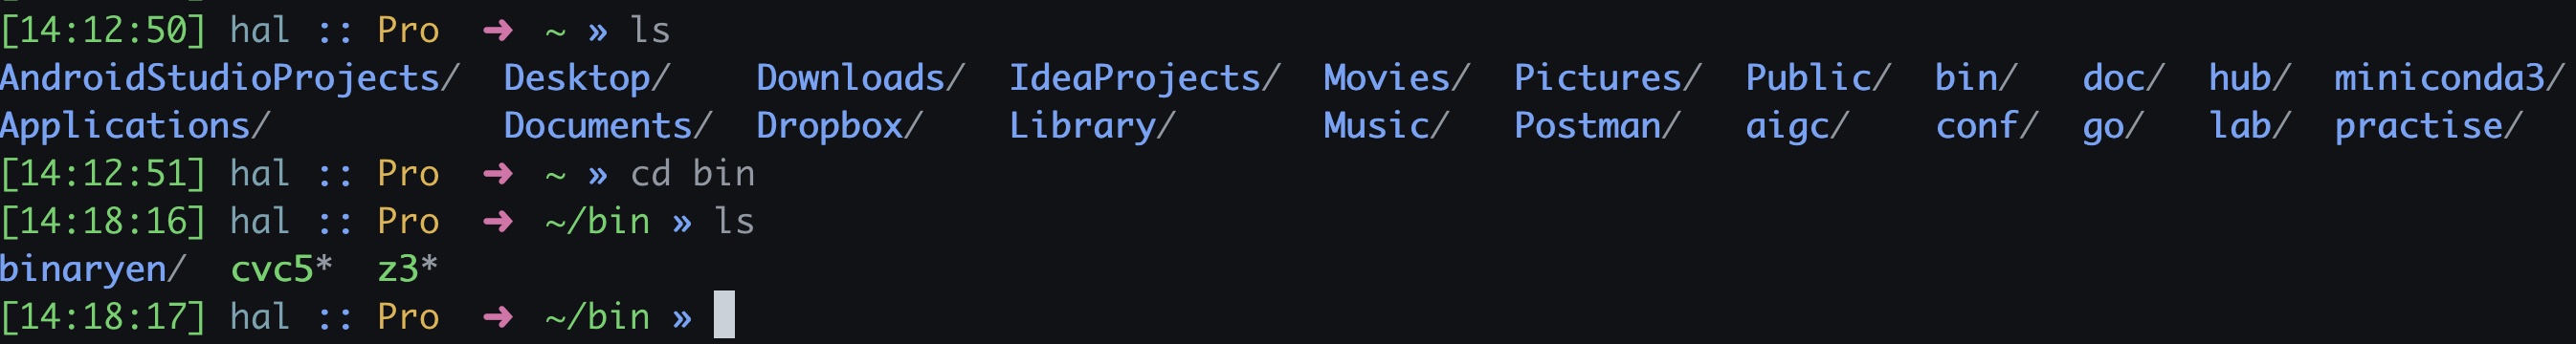 [14:12:50] hal :: Pro ➜ ~ » ls
AndroidStudioProjects/ Desktop/ Downloads/ IdeaProjects/ Movies/ Pictures/ Public/ bin/ doc/ hub/ miniconda3/
Applications/ Documents/ Dropbox/ Library/ Music/ Postman/ aigc/ conf/ go/ lab/ practise/
[14:12:51] hal :: Pro ➜ ~ » cd bin
[14:18:16] hal :: Pro ➜ ~/bin » ls
binaryen/ cvc5* z3*
[14:18:17] hal :: Pro ➜ ~/bin »